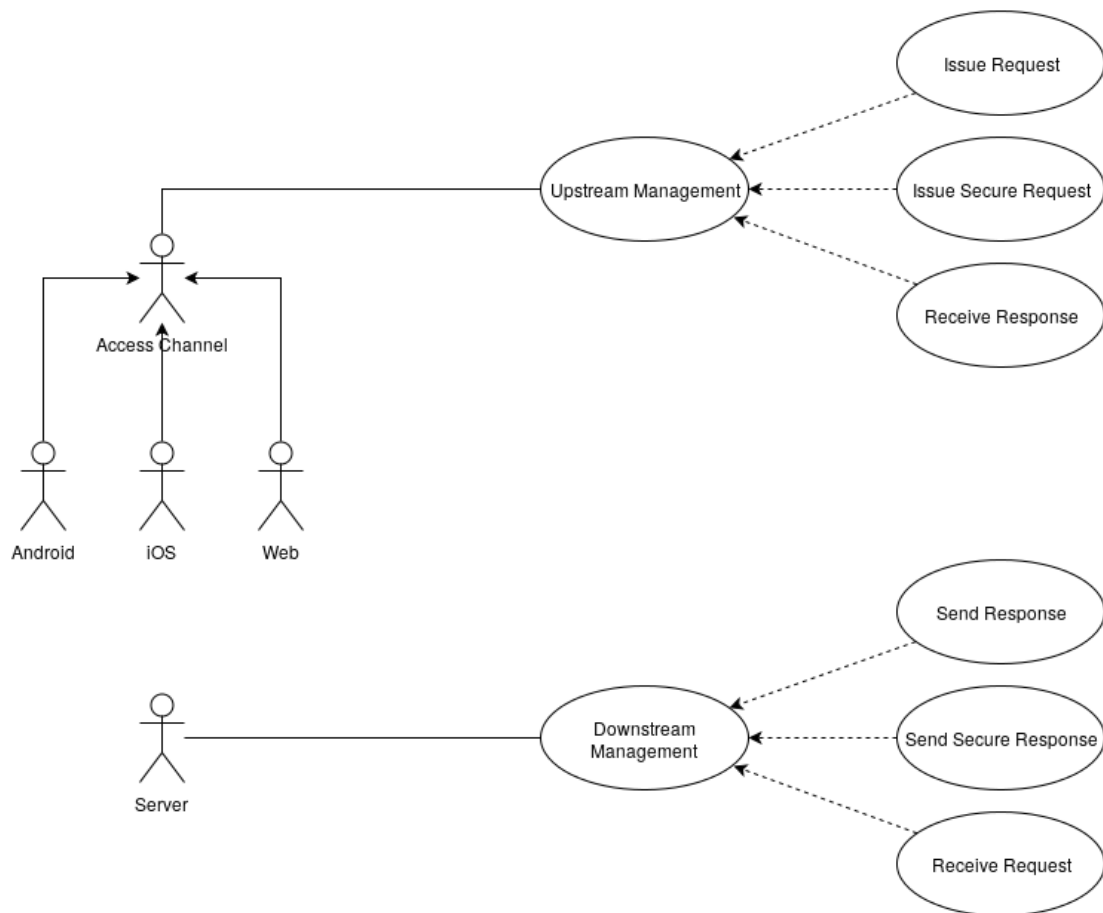 Issue Request
Upstream Management
Issue Secure Request
Receive Response
Access Channel
Android
iOS
Web
Send Response
Downstream
Management
Send Secure Response
Server
Receive Request